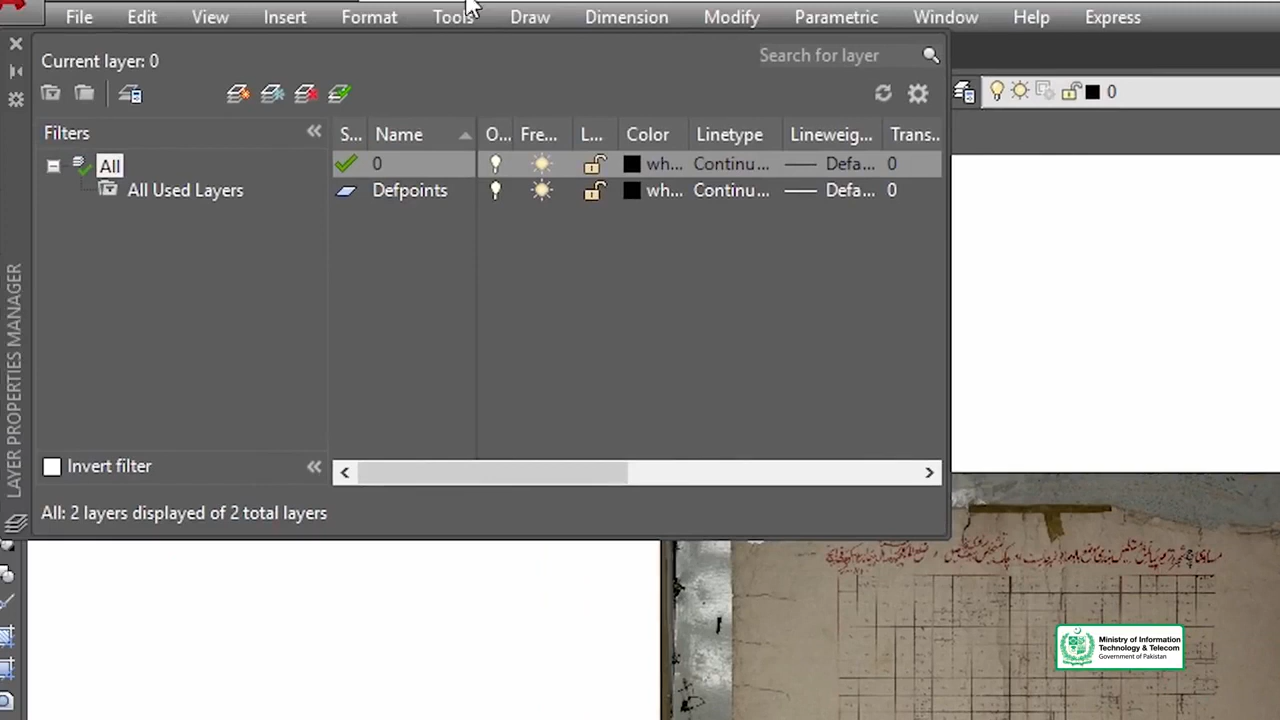 File Edit View Insert Format Tools Draw Dimension Modify Parametric Window Help Express
Current layer: 0
Search for layer
0
Filters
S... Name O... Fre... L... Color Linetype Lineweig... Trans..
All
0 wh... Continu... Defa... 0
All Used Layers
Defpoints wh... Continu... Defa... 0
LAYER PROPERTIES MANAGER
Invert filter
All: 2 layers displayed of 2 total layers
Ministry of Information
Technology & Telecom
Government of Pakistan